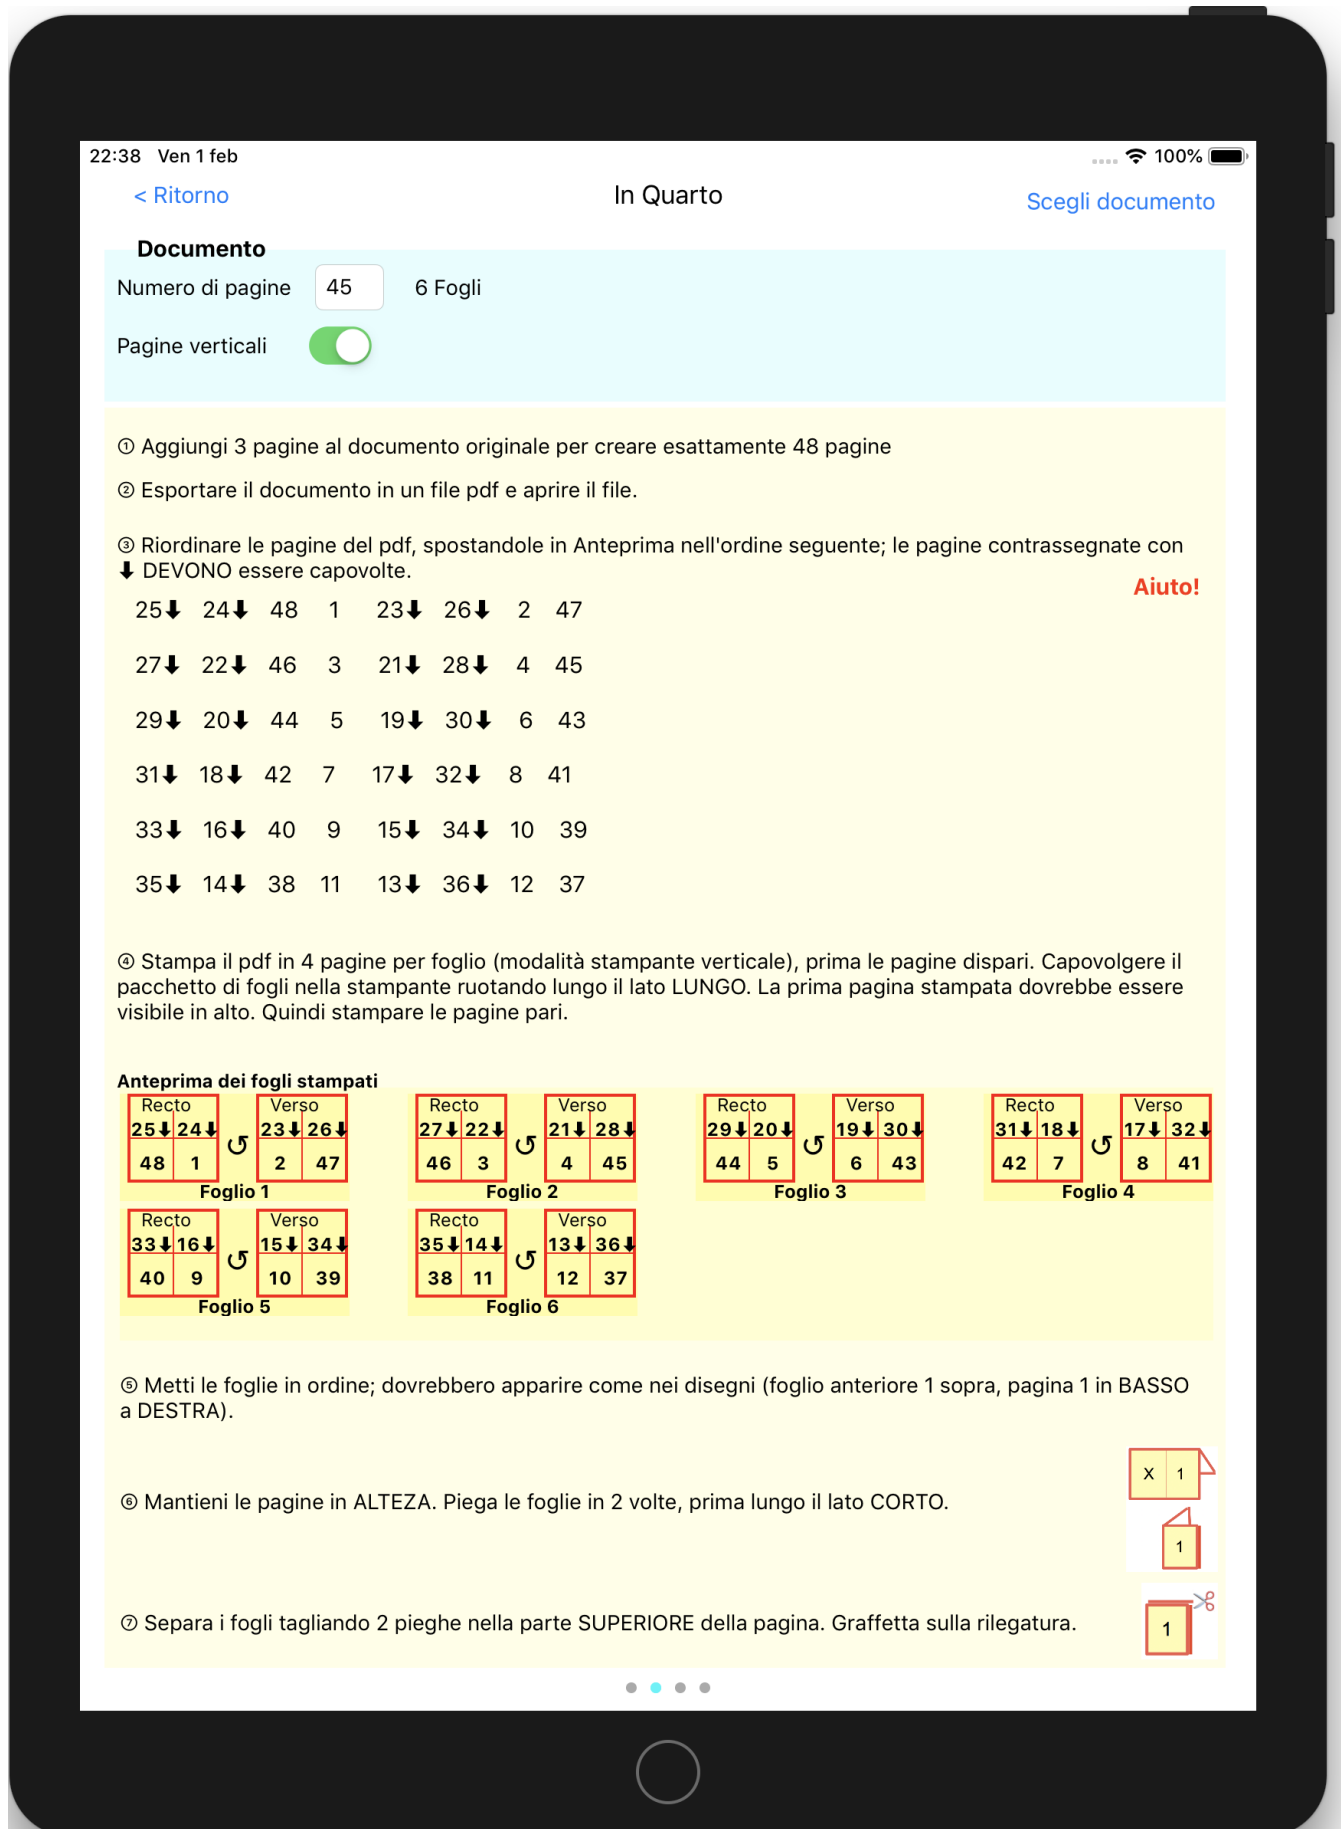 22:38 Ven 1 feb
100%
< Ritorno
In Quarto
Scegli documento
Documento
Numero di pagine 45 6 Fogli
Pagine verticali
① Aggiungi 3 pagine al documento originale per creare esattamente 48 pagine
② Esportare il documento in un file pdf e aprire il file.
③ Riordinare le pagine del pdf, spostandole in Anteprima nell'ordine seguente; le pagine contrassegnate con
⬇ DEVONO essere capovolte.
Aiuto!
25⬇ 24⬇ 48 1 23⬇ 26⬇ 2 47
27⬇ 22⬇ 46 3 21⬇ 28⬇ 4 45
29⬇ 20⬇ 44 5 19⬇ 30⬇ 6 43
31⬇ 18⬇ 42 7 17⬇ 32⬇ 8 41
33⬇ 16⬇ 40 9 15⬇ 34⬇ 10 39
35⬇ 14⬇ 38 11 13⬇ 36⬇ 12 37
④ Stampa il pdf in 4 pagine per foglio (modalità stampante verticale), prima le pagine dispari. Capovolgere il
pacchetto di fogli nella stampante ruotando lungo il lato LUNGO. La prima pagina stampata dovrebbe essere
visibile in alto. Quindi stampare le pagine pari.
Anteprima dei fogli stampati
Recto Verso Recto Verso Recto Verso Recto Verso
25⬇ 24⬇ 23⬇ 26⬇ 27⬇ 22⬇ 21⬇ 28⬇ 29⬇ 20⬇ 19⬇ 30⬇ 31⬇ 18⬇ 17⬇ 32⬇
48 1 ↺ 2 47 46 3 ↺ 4 45 44 5 ↺ 6 43 42 7 ↺ 8 41
Foglio 1 Foglio 2 Foglio 3 Foglio 4
Recto Verso Recto Verso
33⬇ 16⬇ 15⬇ 34⬇ 35⬇ 14⬇ 13⬇ 36⬇
40 9 ↺ 10 39 38 11 ↺ 12 37
Foglio 5 Foglio 6
⑤ Metti le foglie in ordine; dovrebbero apparire come nei disegni (foglio anteriore 1 sopra, pagina 1 in BASSO
a DESTRA).
X 1
⑥ Mantieni le pagine in ALTEZA. Piega le foglie in 2 volte, prima lungo il lato CORTO.
1
⑦ Separa i fogli tagliando 2 pieghe nella parte SUPERIORE della pagina. Graffetta sulla rilegatura.
1